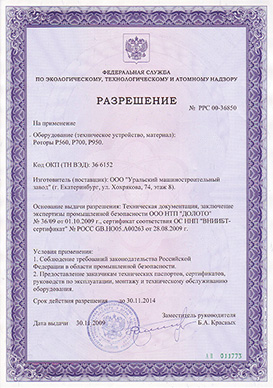 ФЕДЕРАЛЬНАЯ СЛУЖБА
ПО ЭКОЛОГИЧЕСКОМУ, ТЕХНОЛОГИЧЕСКОМУ И АТОМНОМУ НАДЗОРУ
РАЗРЕШЕНИЕ
№ РРС 00-36850
На применение
Оборудование (техническое устройство, материал):
Роторы Р560, Р700, Р950.
Код ОКП (ТН ВЭД): 36 6152
Изготовитель (поставщик): ООО "Уральский машиностроительный
завод" (г. Екатеринбург, ул. Хохрякова, 74, этаж 8).
Основание выдачи разрешения: Техническая документация, заключение
экспертизы промышленной безопасности ООО НТП "ДОЛОТО"
№ 36/09 от 01.10.2009 г., сертификат соответствия ОС ННП "ВНИИБТ-
сертификат" № РОСС GB.НО05.А00263 от 28.08.2009 г.
Условия применения:
1. Соблюдение требований законодательства Российской
Федерации в области промышленной безопасности.
2. Предоставление заказчикам технических паспортов, сертификатов,
руководств по эксплуатации, монтажу и техническому обслуживанию
оборудования.
Срок действия разрешения до 30.11.2014
Дата выдачи 30.11.2009
Заместитель руководителя
Б.А. Красных
011773